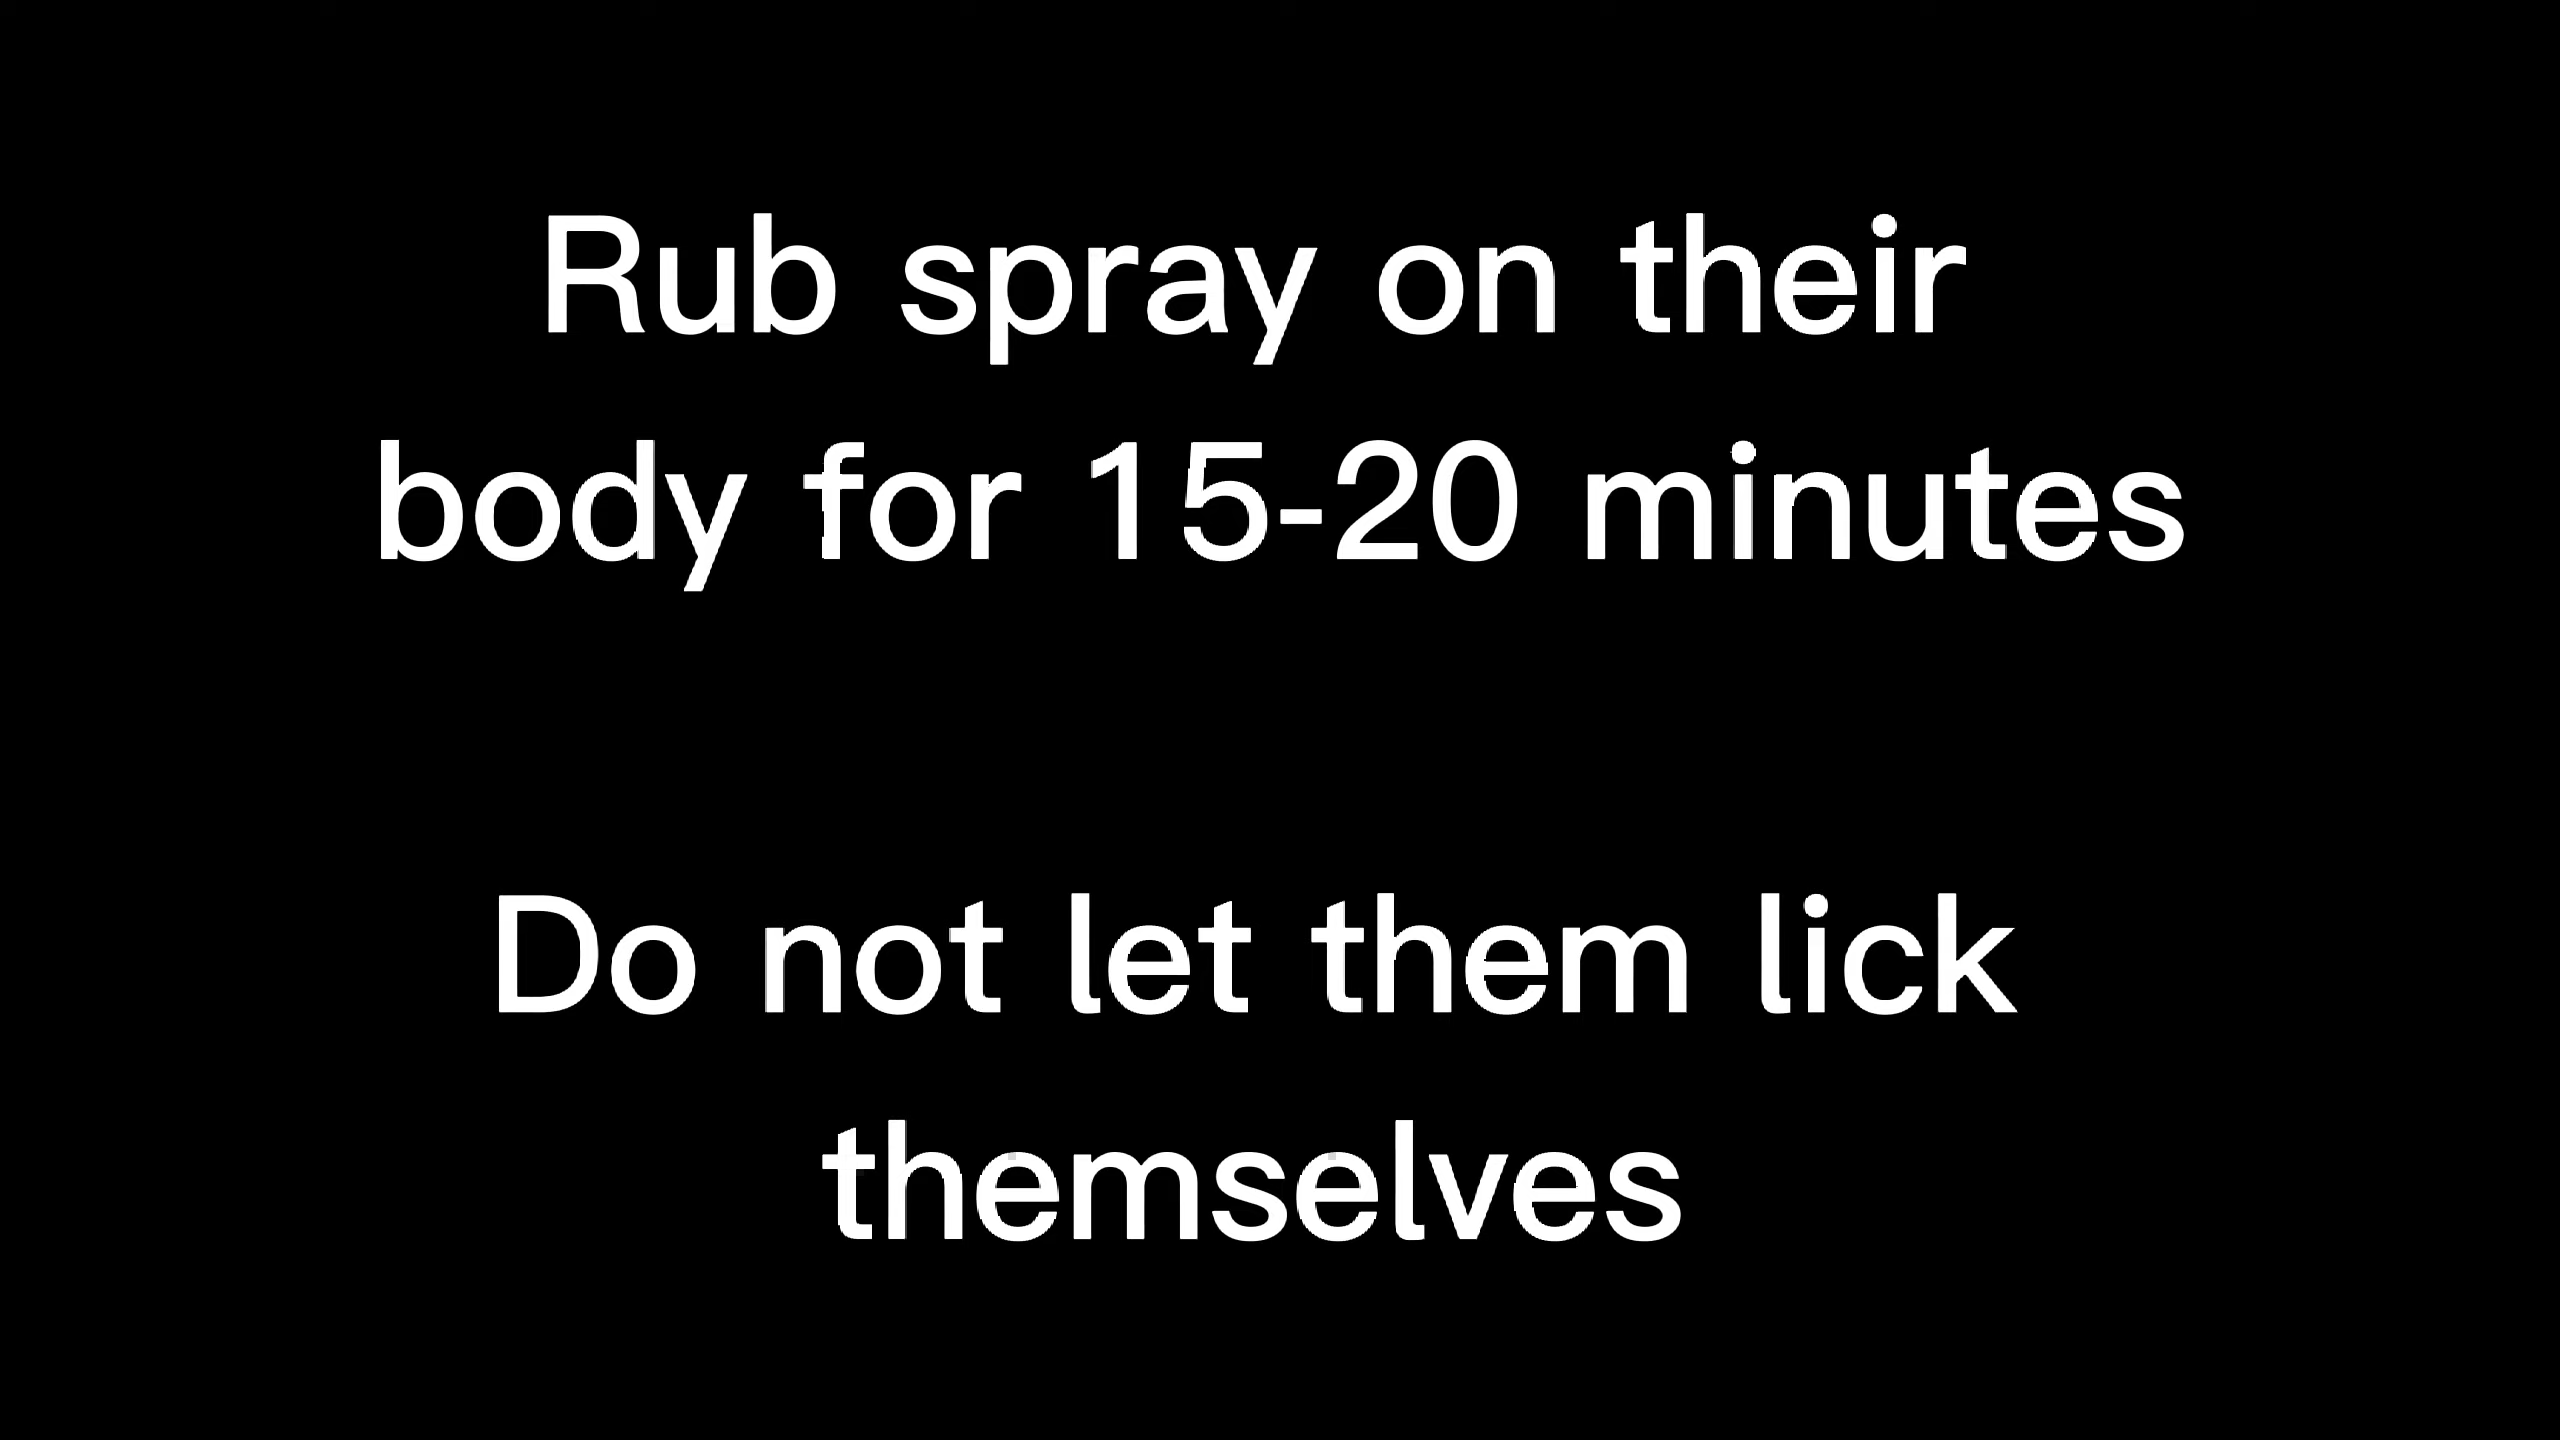 Rub spray on their
body for 15-20 minutes
Do not let them lick
themselves